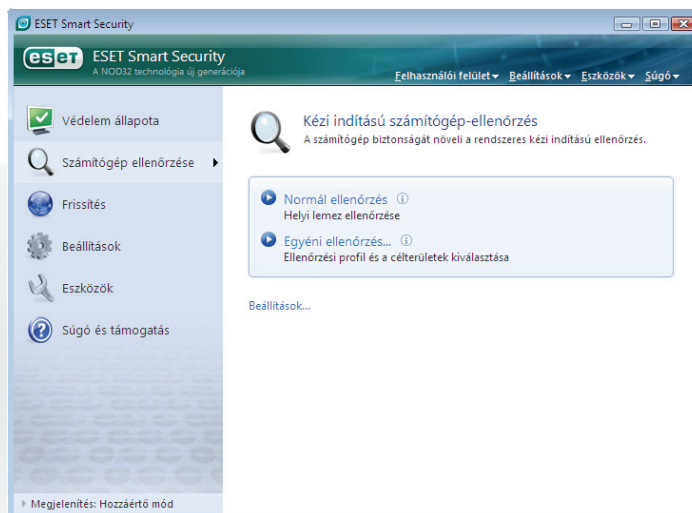 ESET Smart Security
eset ESET Smart Security
A NOD32 technológia új generációja
Felhasználói felület Beállítások Eszközök Súgó
Védelem állapota
Számítógép ellenőrzése
Frissítés
Beállítások
Eszközök
Súgó és támogatás
Megjelenítés: Hozzáértő mód
Kézi indítású számítógép-ellenőrzés
A számítógép biztonságát növeli a rendszeres kézi indítású ellenőrzés.
Normál ellenőrzés
Helyi lemez ellenőrzése
Egyéni ellenőrzés...
Ellenőrzési profil és a célterületek kiválasztása
Beállítások...